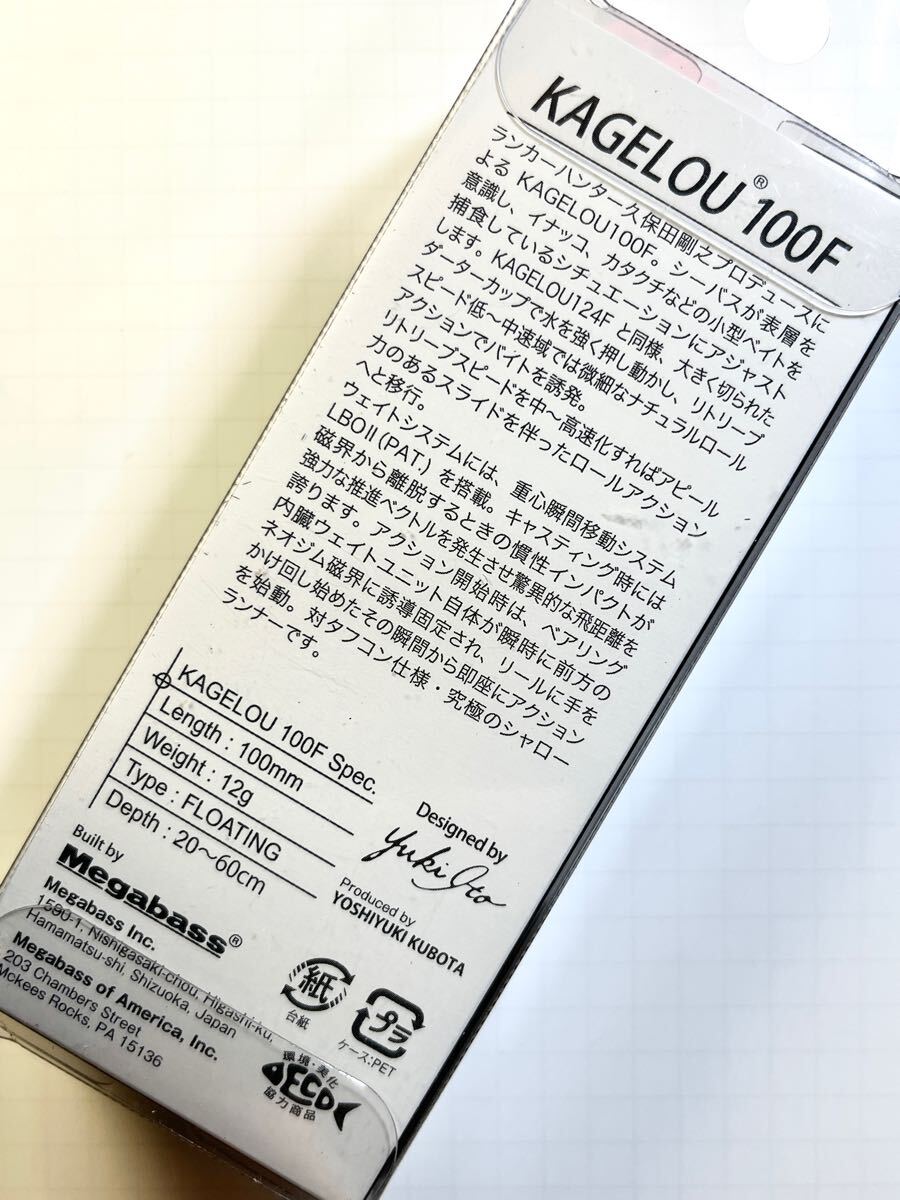 KAGELOU® 100F
ランカーハンター久保田剛之プロデュースに
よる KAGELOU100F。シーバスが表層を
意識し、イナッコ、カタクチなどの小型ベイトを
捕食しているシチュエーションにアジャスト
します。KAGELOU124F と同様、大きく切られた
ダーターカップで水を強く押し動かし、リトリーブ
スピード低～中速域では微細なナチュラルロール
アクションでバイトを誘発。
リトリーブスピードを中～高速化すればアピール
力のあるスライドを伴ったロールアクション
へと移行。
ウェイトシステムには、重心瞬間移動システム
LBOⅡ(PAT.) を搭載。キャスティング時には
磁界から離脱するときの慣性インパクトが
強力な推進ベクトルを発生させ驚異的な飛距離を
誇ります。アクション開始時は、ベアリング
内臓ウェイトユニット自体が瞬時に前方の
ネオジム磁界に誘導固定され、リールに手を
かけ回し始めたその瞬間から即座にアクション
を始動。対タフコン仕様・究極のシャロー
ランナーです。
KAGELOU 100F Spec.
Length : 100mm
Weight : 12g
Type : FLOATING
Depth : 20～60cm
Designed by
Yuki Ito
Produced by
YOSHIYUKI KUBOTA
Built by
Megabass®
Megabass Inc.
1590-1, Nishigasaki-chou, Higashi-ku,
Hamamatsu-shi, Shizuoka, Japan
Megabass of America, Inc.
203 Chambers Street
Mckees Rocks, PA 15136
紙
台紙
プラ
ケース:PET
環境・美化
ECO
協力商品